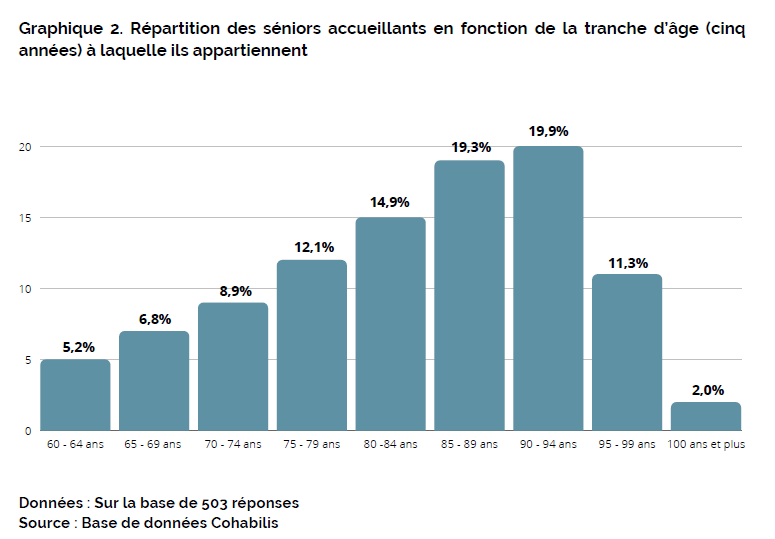 Graphique 2. Répartition des séniors accueillants en fonction de la tranche d'âge (cinq
années) à laquelle ils appartiennent
20
15
10
5
0
5,2%
6,8%
8,9%
12,1%
14,9%
19,3%
19,9%
11,3%
2,0%
60 - 64 ans
65 - 69 ans
70 - 74 ans
75 - 79 ans
80 -84 ans
85 - 89 ans
90 - 94 ans
95 - 99 ans
100 ans et plus
Données : Sur la base de 503 réponses
Source : Base de données Cohabilis